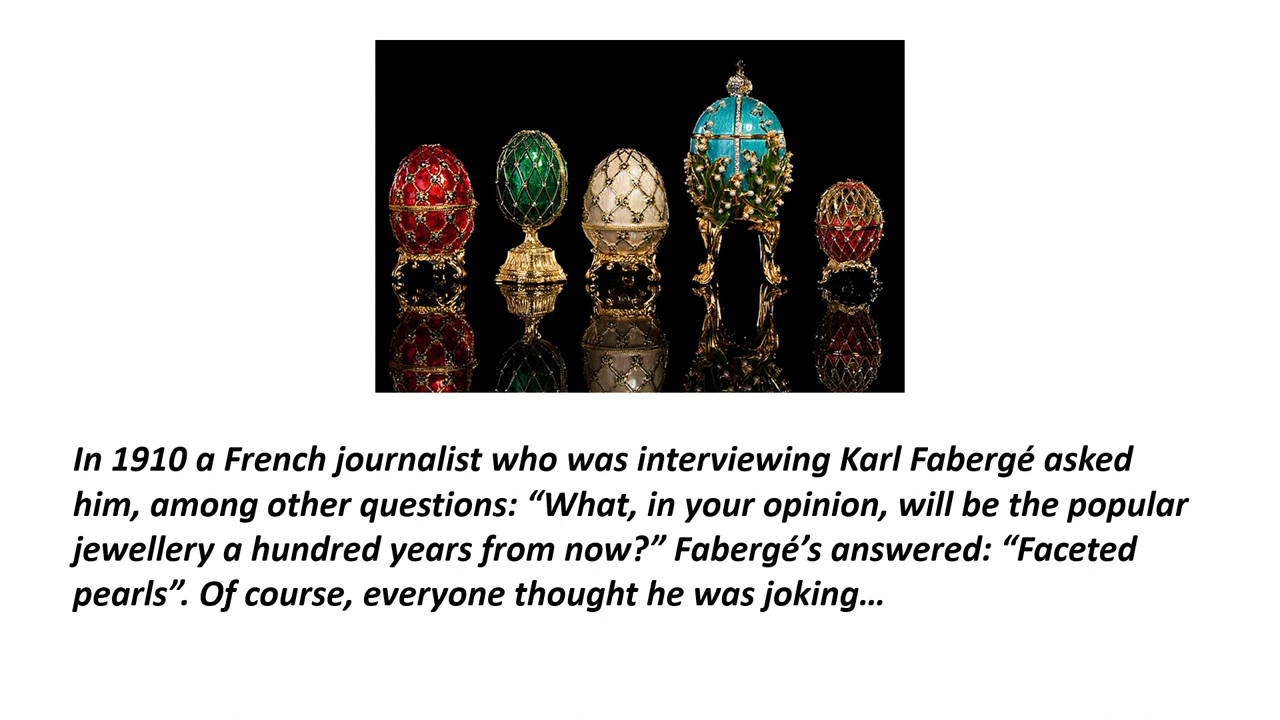 In 1910 a French journalist who was interviewing Karl Fabergé asked
him, among other questions: “What, in your opinion, will be the popular
jewellery a hundred years from now?” Fabergé’s answered: “Faceted
pearls”. Of course, everyone thought he was joking…